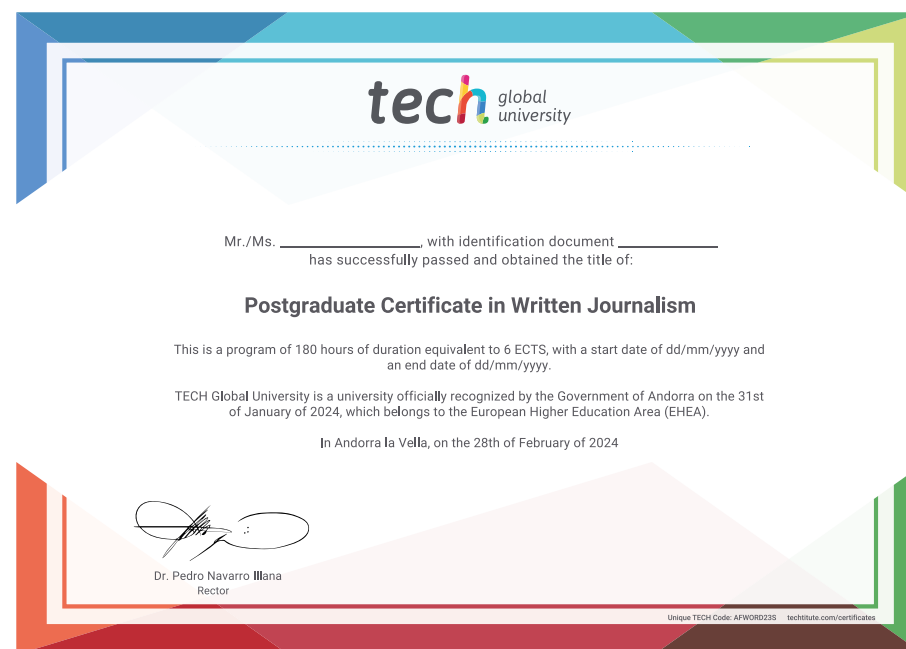 tech global
university
Mr./Ms. ____________________, with identification document ______________
has successfully passed and obtained the title of:
Postgraduate Certificate in Written Journalism
This is a program of 180 hours of duration equivalent to 6 ECTS, with a start date of dd/mm/yyyy and
an end date of dd/mm/yyyy.
TECH Global University is a university officially recognized by the Government of Andorra on the 31st
of January of 2024, which belongs to the European Higher Education Area (EHEA).
In Andorra la Vella, on the 28th of February of 2024
Dr. Pedro Navarro Illana
Rector
Unique TECH Code: AFWORD23S techtitute.com/certificates